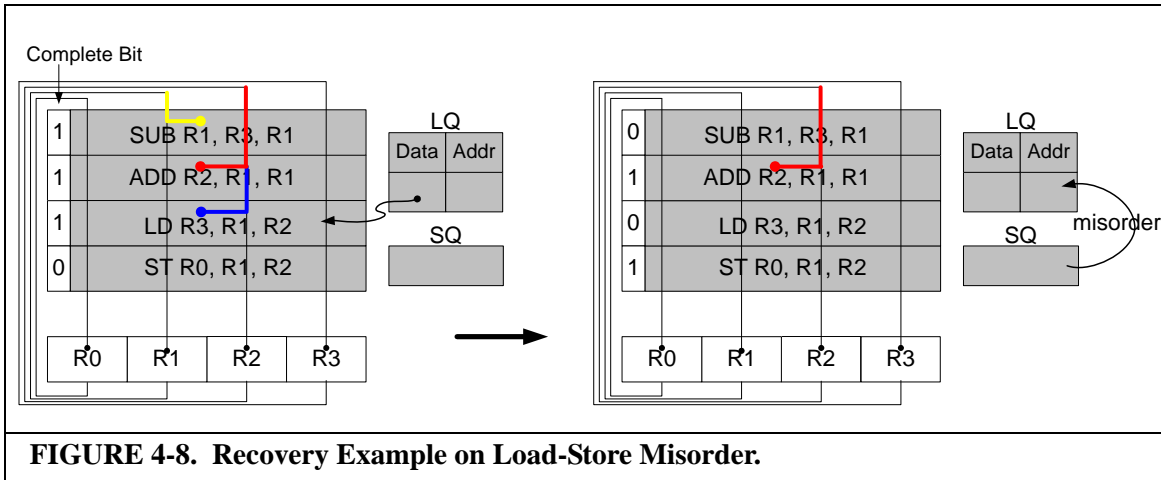 Complete Bit
1 SUB R1, R3, R1
1 ADD R2, R1, R1
1 LD R3, R1, R2
0 ST R0, R1, R2
LQ
Data Addr
SQ
R0 R1 R2 R3
0 SUB R1, R3, R1
1 ADD R2, R1, R1
0 LD R3, R1, R2
1 ST R0, R1, R2
LQ
Data Addr
misorder
SQ
R0 R1 R2 R3
FIGURE 4-8. Recovery Example on Load-Store Misorder.